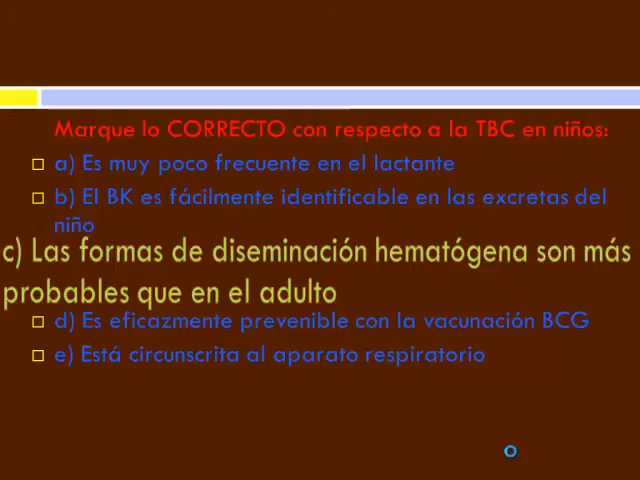 Marque lo CORRECTO con respecto a la TBC en niños:
a) Es muy poco frecuente en el lactante
b) El BK es fácilmente identificable en las excretas del
niño
c) Las formas de diseminación hematógena son más
probables que en el adulto
d) Es eficazmente prevenible con la vacunación BCG
e) Está circunscrita al aparato respiratorio
o